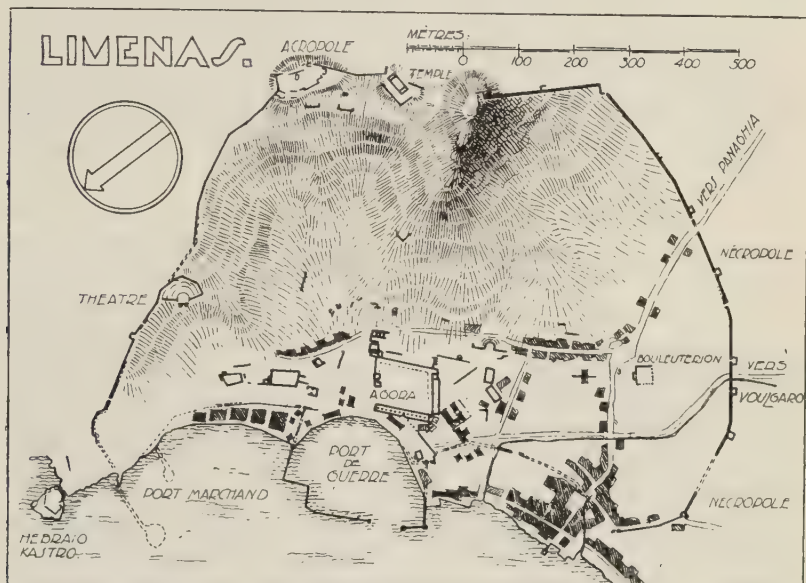 LIMENAS.
ACROPOLE
MÈTRES:
0 100 200 300 400 500
TEMPLE
VERS PANAGHIA
NÉCROPOLE
THEATRE
BOULEUTERION
VERS
VOULGARO
AGORA
PORT
DE
GUERRE
PORT MARCHAND
NECROPOLE
HEBRAIO
KASTRO